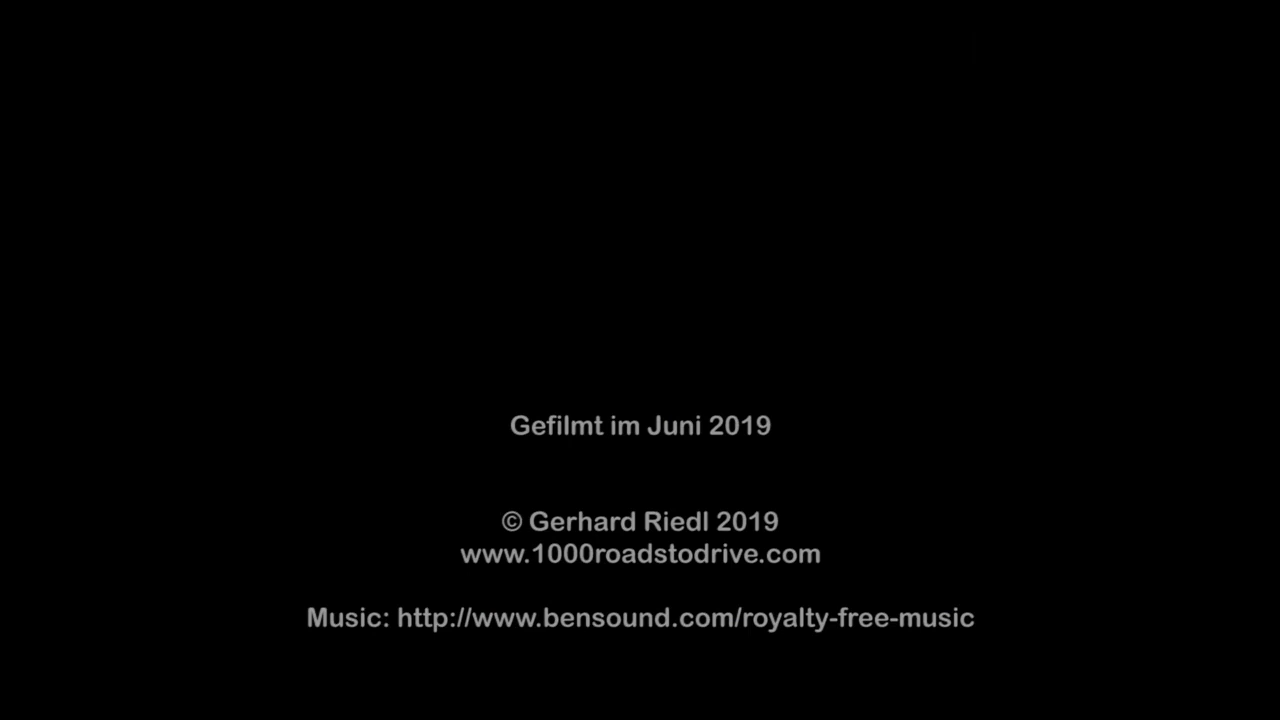 Gefilmt im Juni 2019
© Gerhard Riedl 2019
www.1000roadstodrive.com
Music: http://www.bensound.com/royalty-free-music